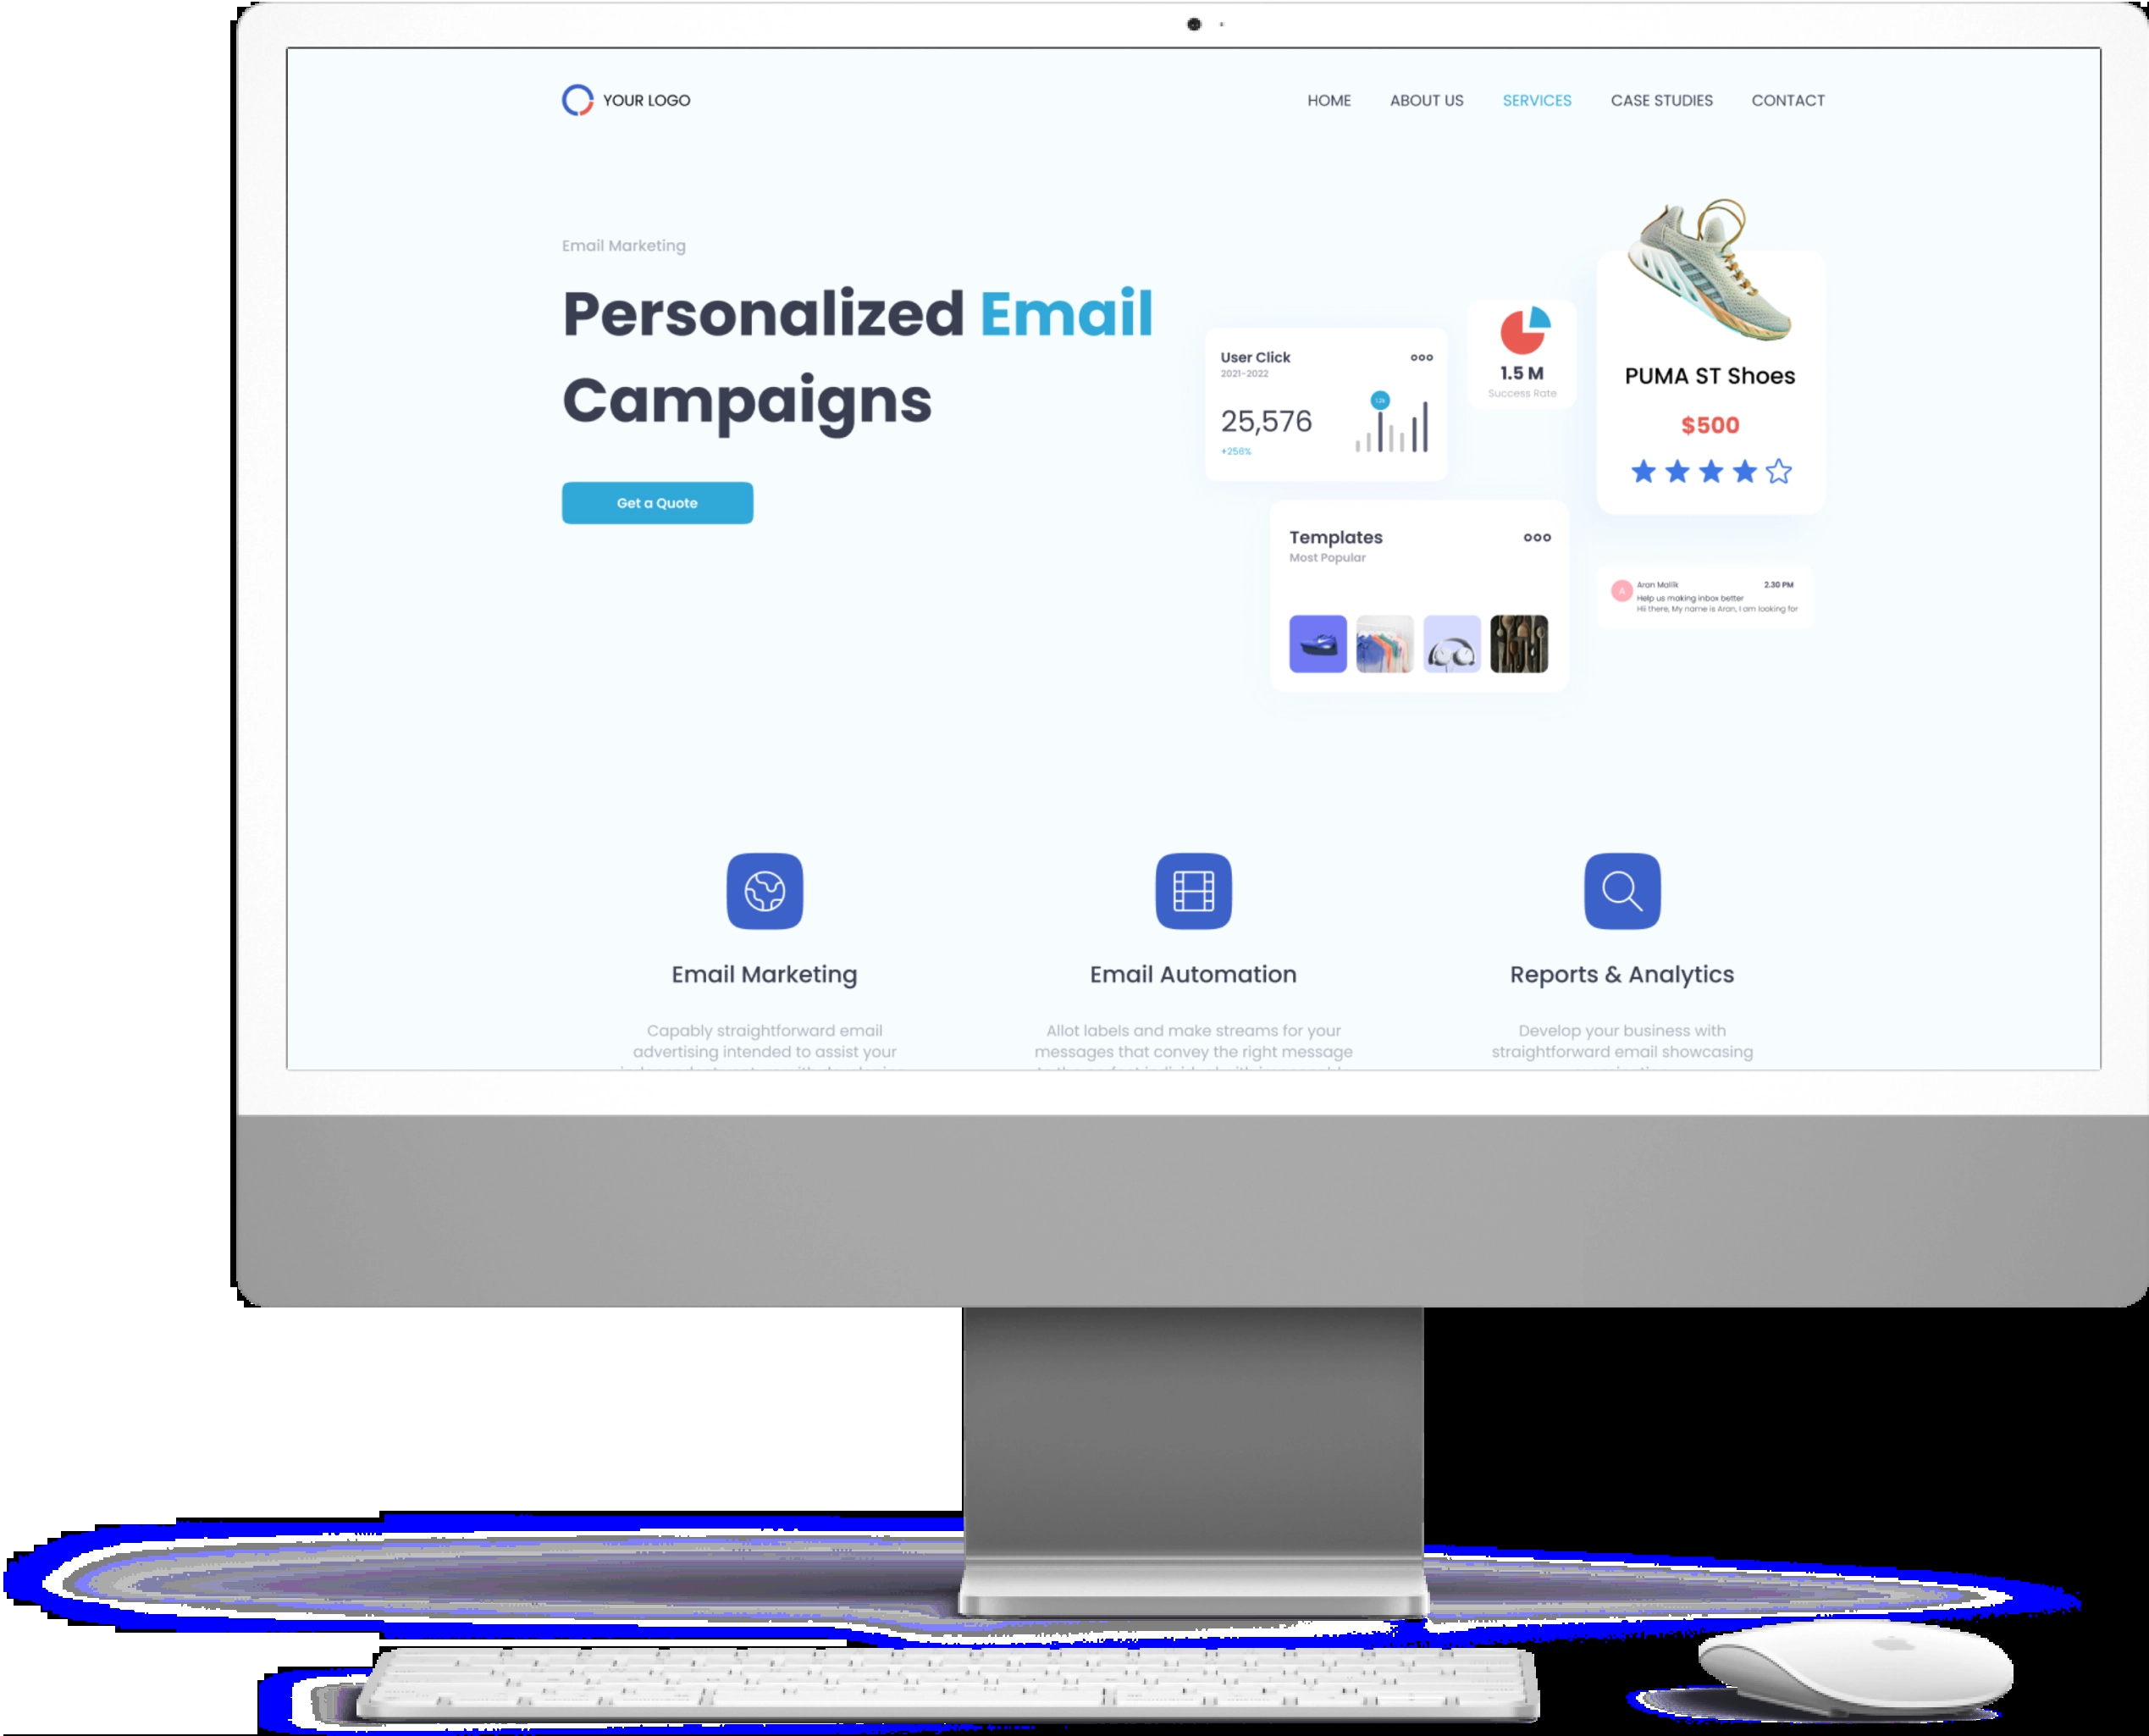 YOUR LOGO
HOME ABOUT US SERVICES CASE STUDIES CONTACT
Email Marketing
Personalized Email
Campaigns
Get a Quote
User Click
2021-2022
25,576
+256%
1.5 M
Success Rate
PUMA ST Shoes
$500
Templates
Most Popular
Aran Mallik 2.30 PM
Help us making inbox better
Hii there, My name is Aran, I am looking for
Email Marketing
Capably straightforward email
advertising intended to assist your
Email Automation
Allot labels and make streams for your
messages that convey the right message
Reports & Analytics
Develop your business with
straightforward email showcasing